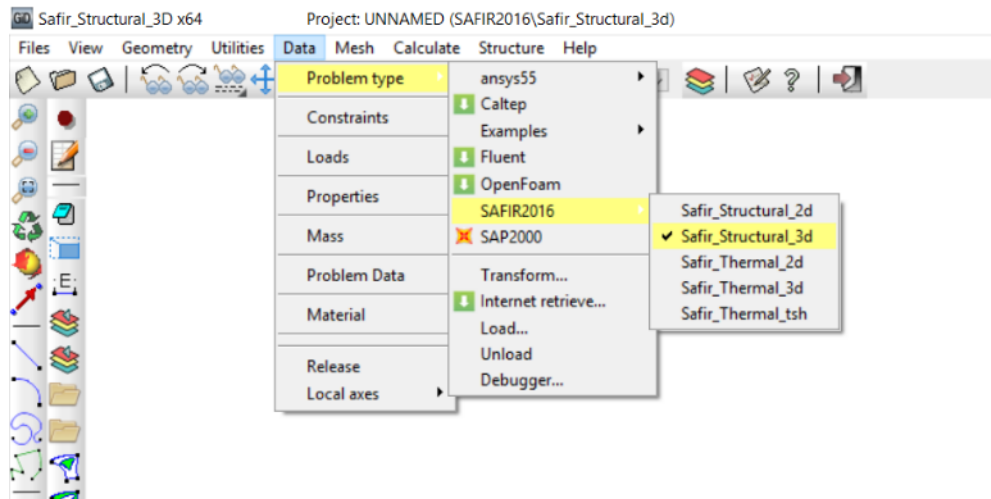 GiD Safir_Structural_3D x64 Project: UNNAMED (SAFIR2016\Safir_Structural_3d)
Files View Geometry Utilities Data Mesh Calculate Structure Help
Problem type
Constraints
Loads
Properties
Mass
Problem Data
Material
Release
Local axes
ansys55
Caltep
Examples
Fluent
OpenFoam
SAFIR2016
SAP2000
Transform...
Internet retrieve...
Load...
Unload
Debugger...
Safir_Structural_2d
Safir_Structural_3d
Safir_Thermal_2d
Safir_Thermal_3d
Safir_Thermal_tsh
E